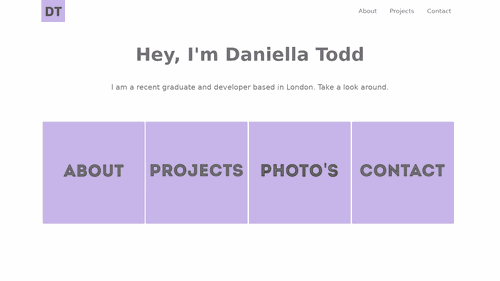 DT
About Projects Contact
Hey, I'm Daniella Todd
I am a recent graduate and developer based in London. Take a look around.
ABOUT PROJECTS PHOTO'S CONTACT